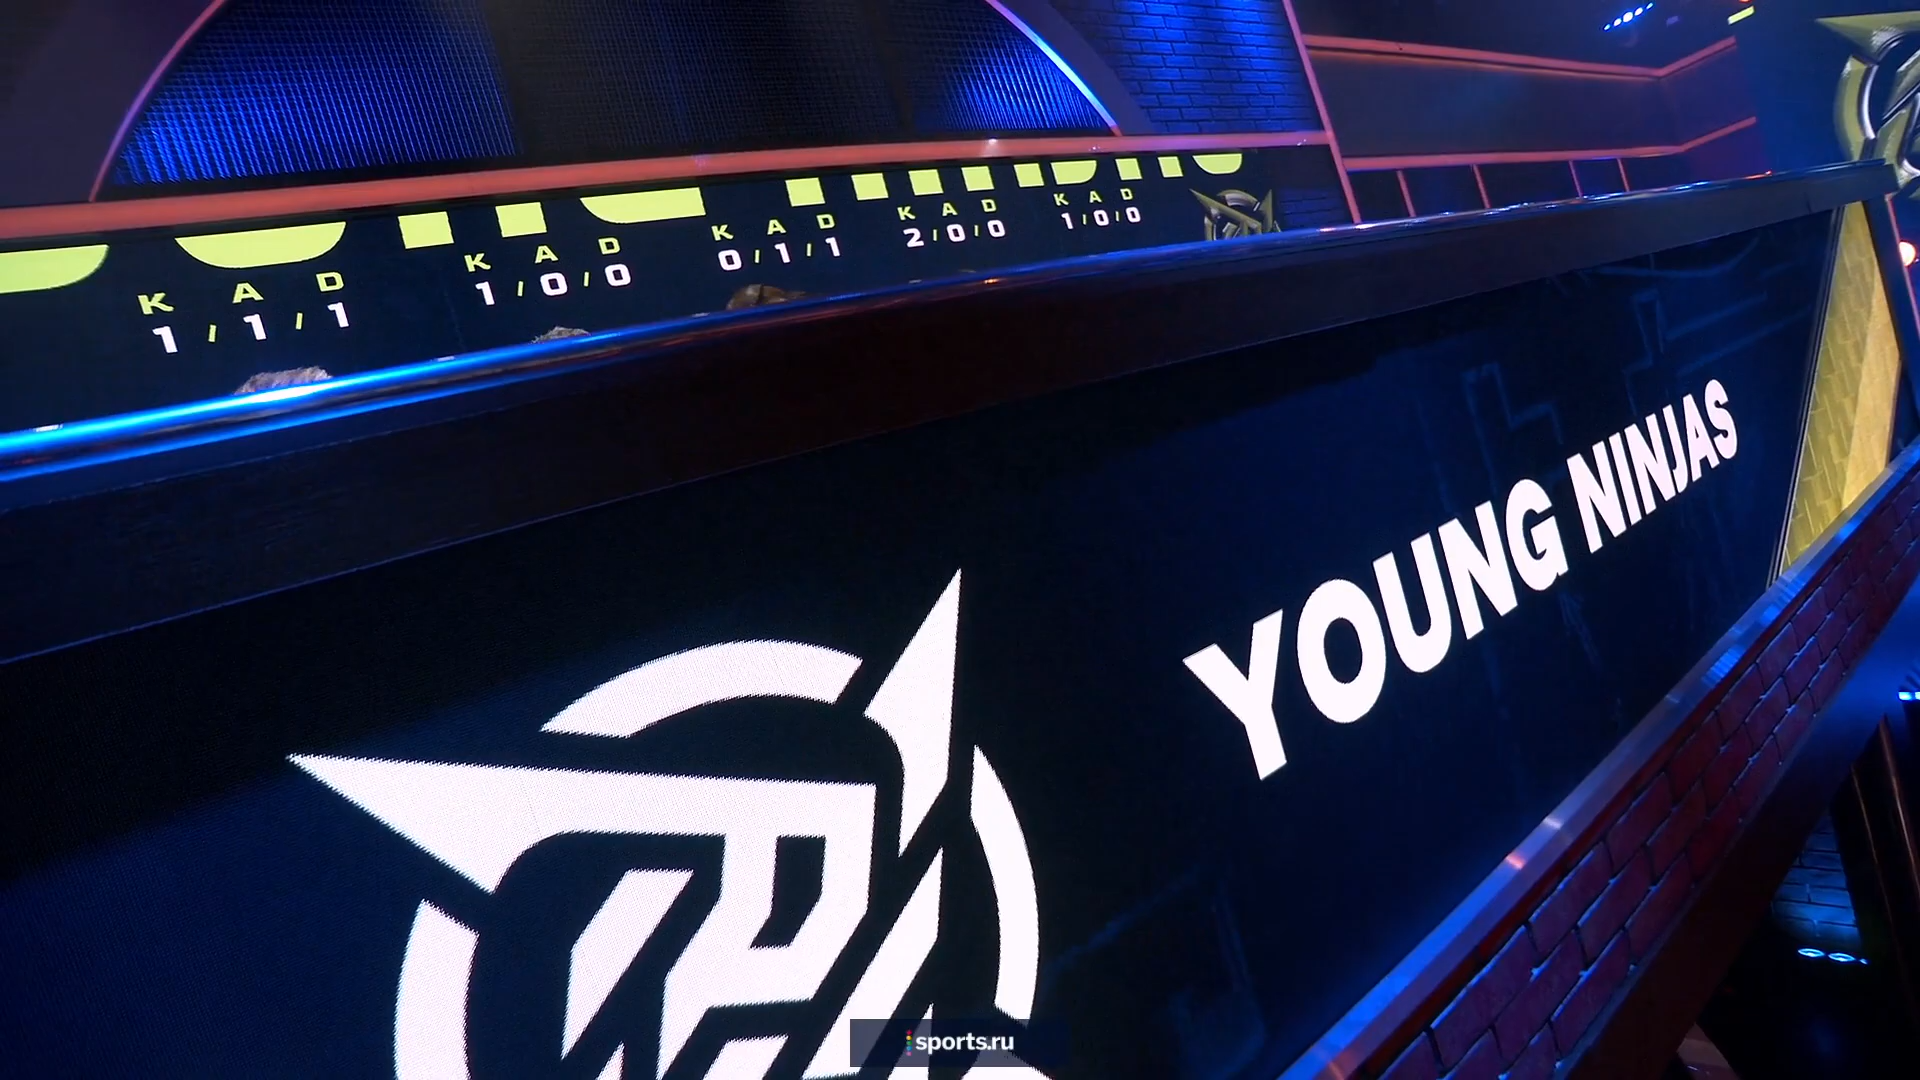 K A D
1/1/1
K A D
1/0/0
K A D
0/1/1
K A D
2/0/0
K A D
1/0/0
YOUNG NINJAS
sports.ru